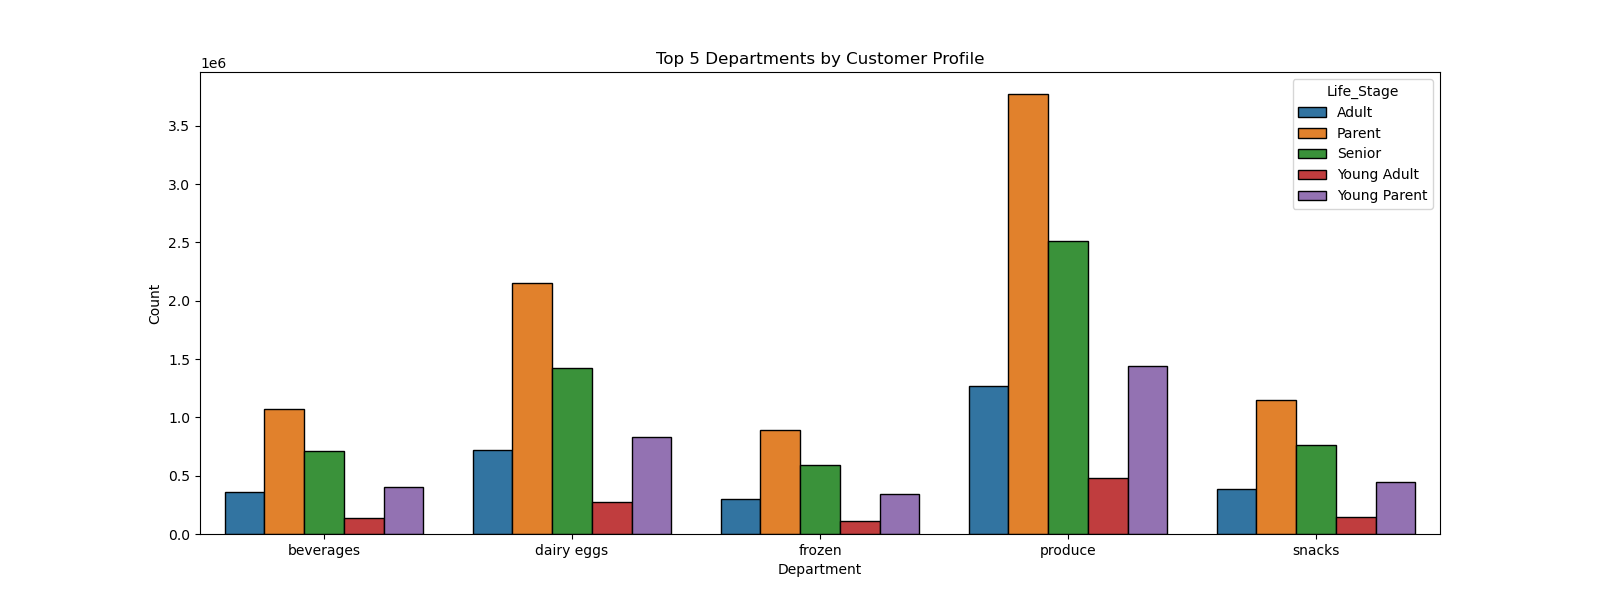 Top 5 Departments by Customer Profile
1e6
3.5
3.0
2.5
2.0
1.5
1.0
0.5
0.0
Count
Life_Stage
Adult
Parent
Senior
Young Adult
Young Parent
beverages
dairy eggs
frozen
produce
snacks
Department